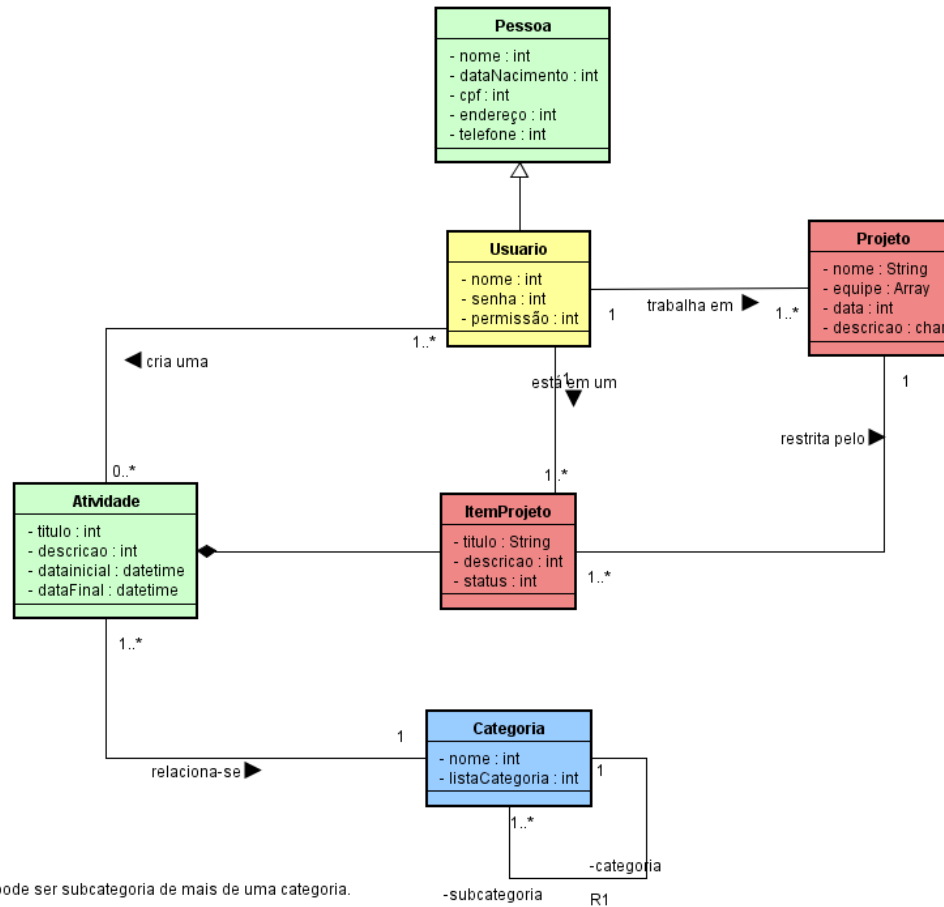 Pessoa
- nome : int
- dataNacimento : int
- cpf : int
- endereço : int
- telefone : int
Usuario
- nome : int
- senha : int
- permissão : int
Projeto
- nome : String
- equipe : Array
- data : int
- descricao : char
1
trabalha em
1..*
1..*
cria uma
1
está em um
1
restrita pelo
0..*
1..*
Atividade
- titulo : int
- descricao : int
- datainicial : datetime
- dataFinal : datetime
ItemProjeto
- titulo : String
- descricao : int
- status : int
1..*
1..*
Categoria
- nome : int
- listaCategoria : int
1
relaciona-se
1
1..*
-categoria
-subcategoria
R1
pode ser subcategoria de mais de uma categoria.